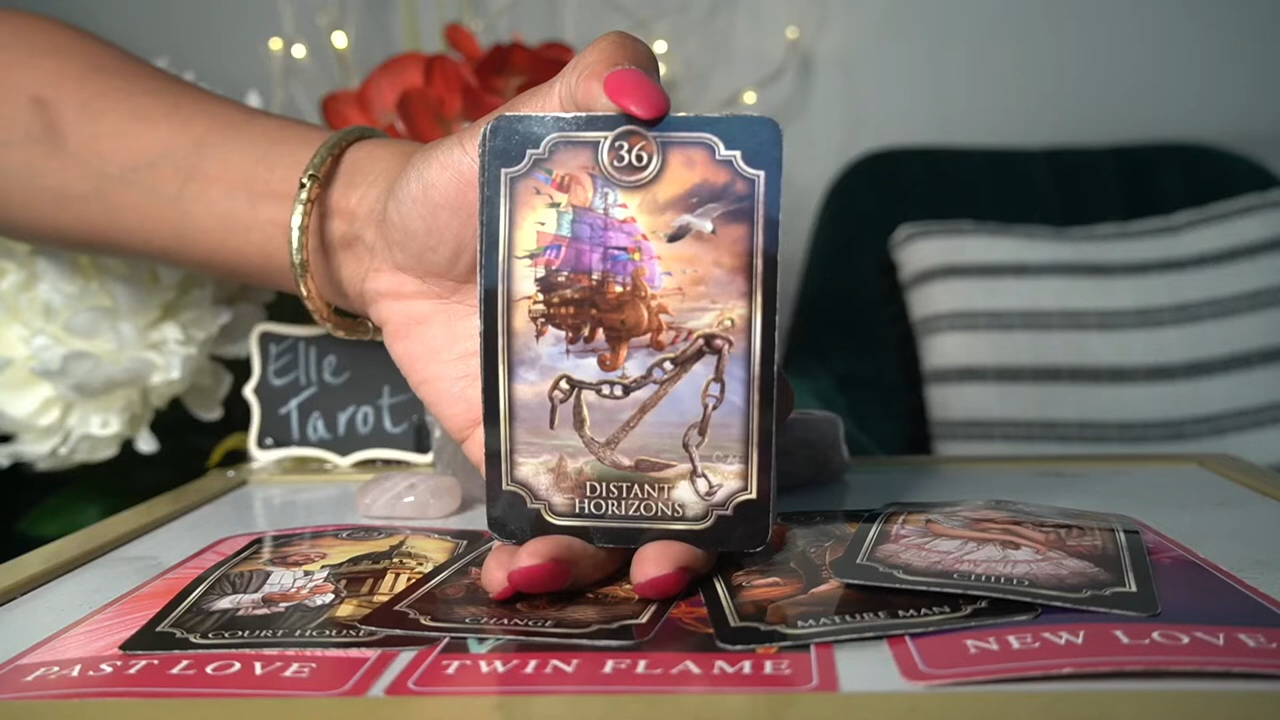 36
DISTANT
HORIZONS
Elle
Tarot
COURT HOUSE
CHANGE
MATURE MAN
CHILD
PAST LOVE
TWIN FLAME
NEW LOVE